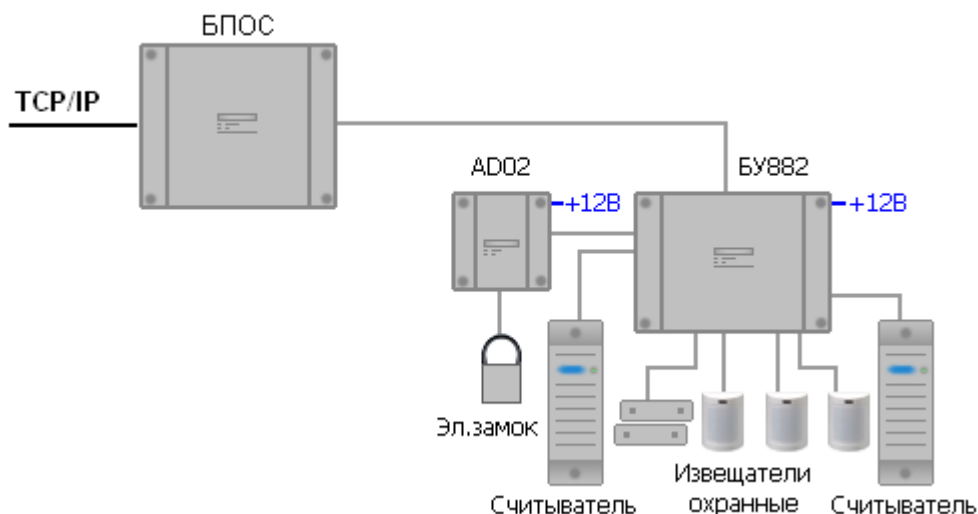 БПОС
TCP/IP
AD02
БУ882
+12В
+12В
Эл.замок
Извещатели
охранные
Считыватель
Считыватель